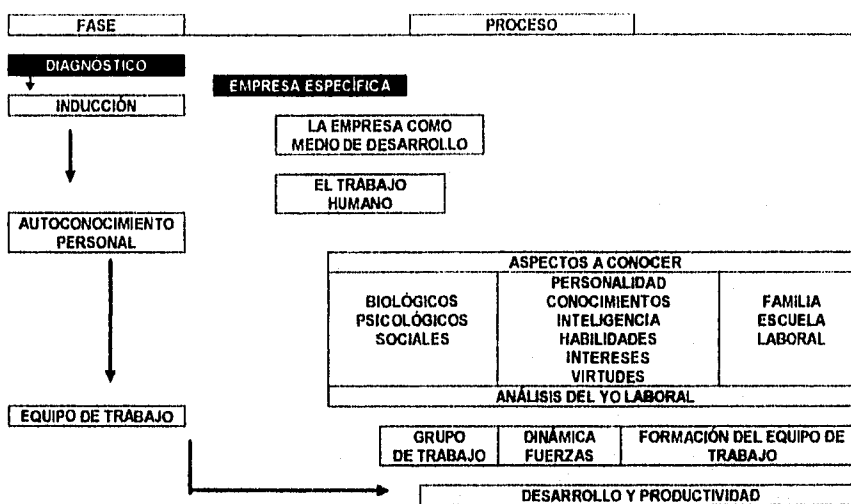 FASE
PROCESO
DIAGNÓSTICO
EMPRESA ESPECÍFICA
INDUCCIÓN
LA EMPRESA COMO
MEDIO DE DESARROLLO
EL TRABAJO
HUMANO
AUTOCONOCIMIENTO
PERSONAL
ASPECTOS A CONOCER
BIOLÓGICOS
PSICOLÓGICOS
SOCIALES
PERSONALIDAD
CONOCIMIENTOS
INTELIGENCIA
HABILIDADES
INTERESES
VIRTUDES
FAMILIA
ESCUELA
LABORAL
ANÁLISIS DEL YO LABORAL
EQUIPO DE TRABAJO
GRUPO
DE TRABAJO
DINÁMICA
FUERZAS
FORMACIÓN DEL EQUIPO DE
TRABAJO
DESARROLLO Y PRODUCTIVIDAD